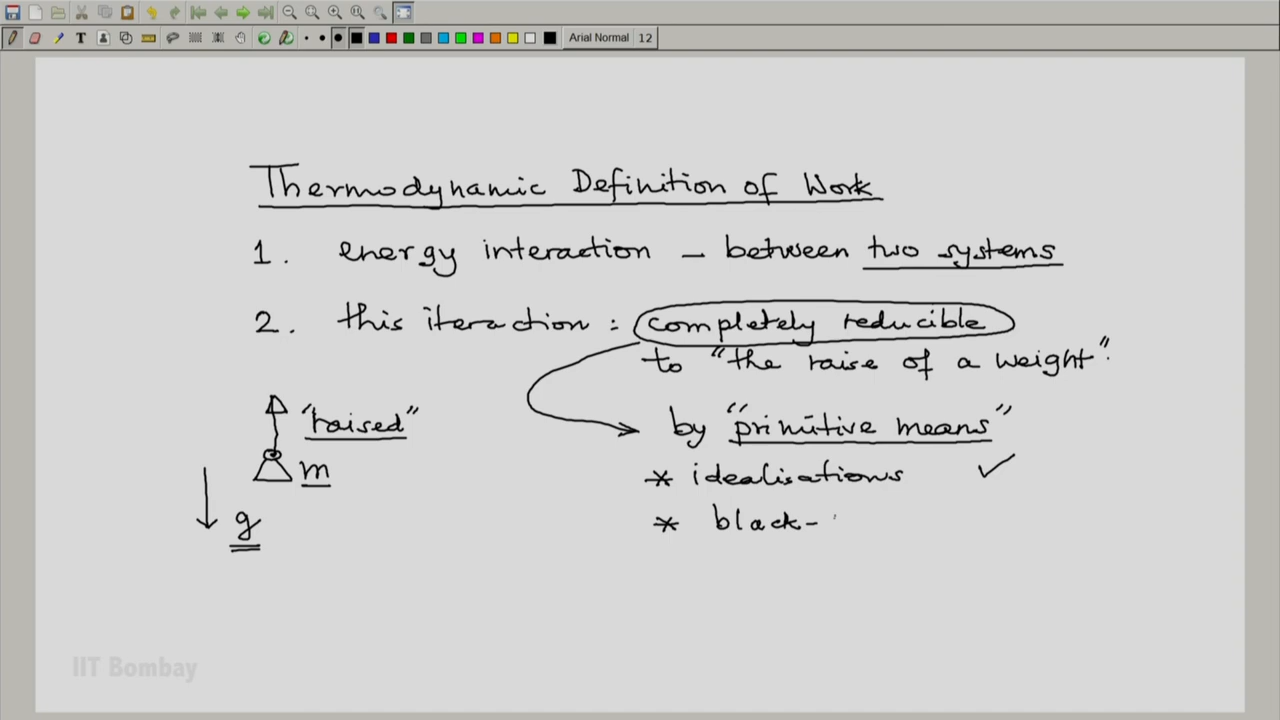 Arial Normal 12
Thermodynamic Definition of Work
1. energy interaction - between two systems
2. this iteraction : completely reducible
to "the raise of a weight".
"raised"
m
g
by "primitive means"
* idealisations ✓
* black-
IIT Bombay